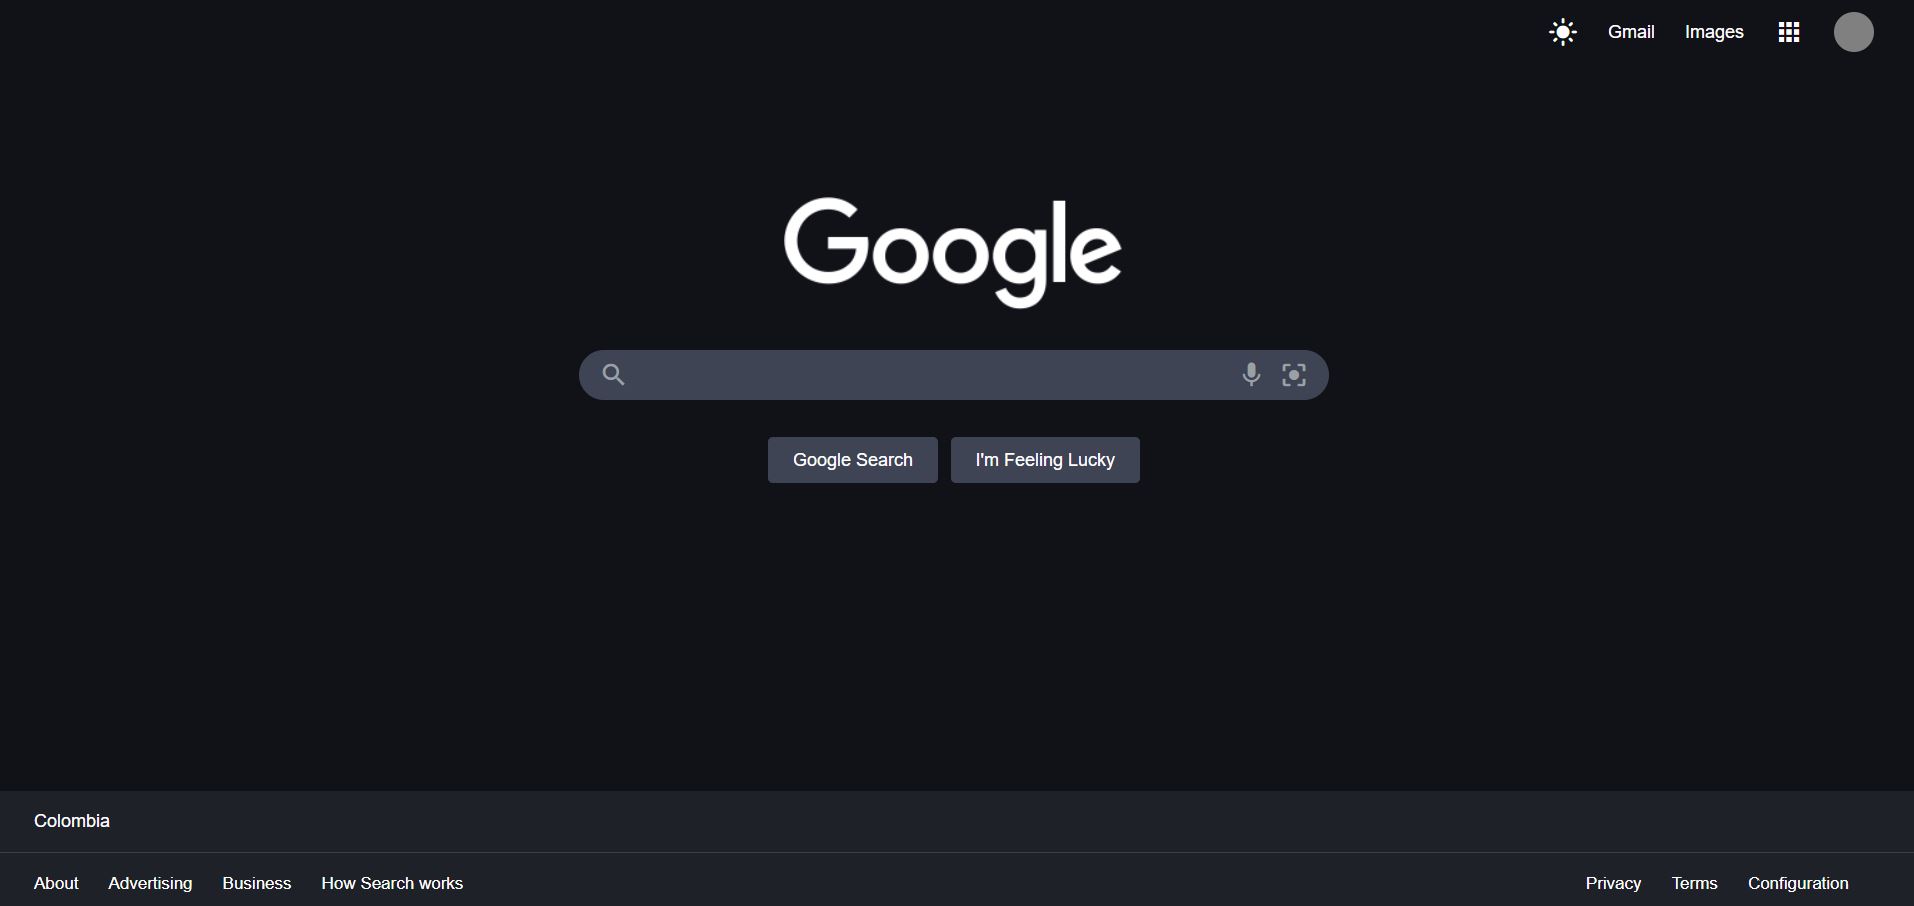 Gmail Images
Google
Google Search I'm Feeling Lucky
Colombia
About Advertising Business How Search works Privacy Terms Configuration